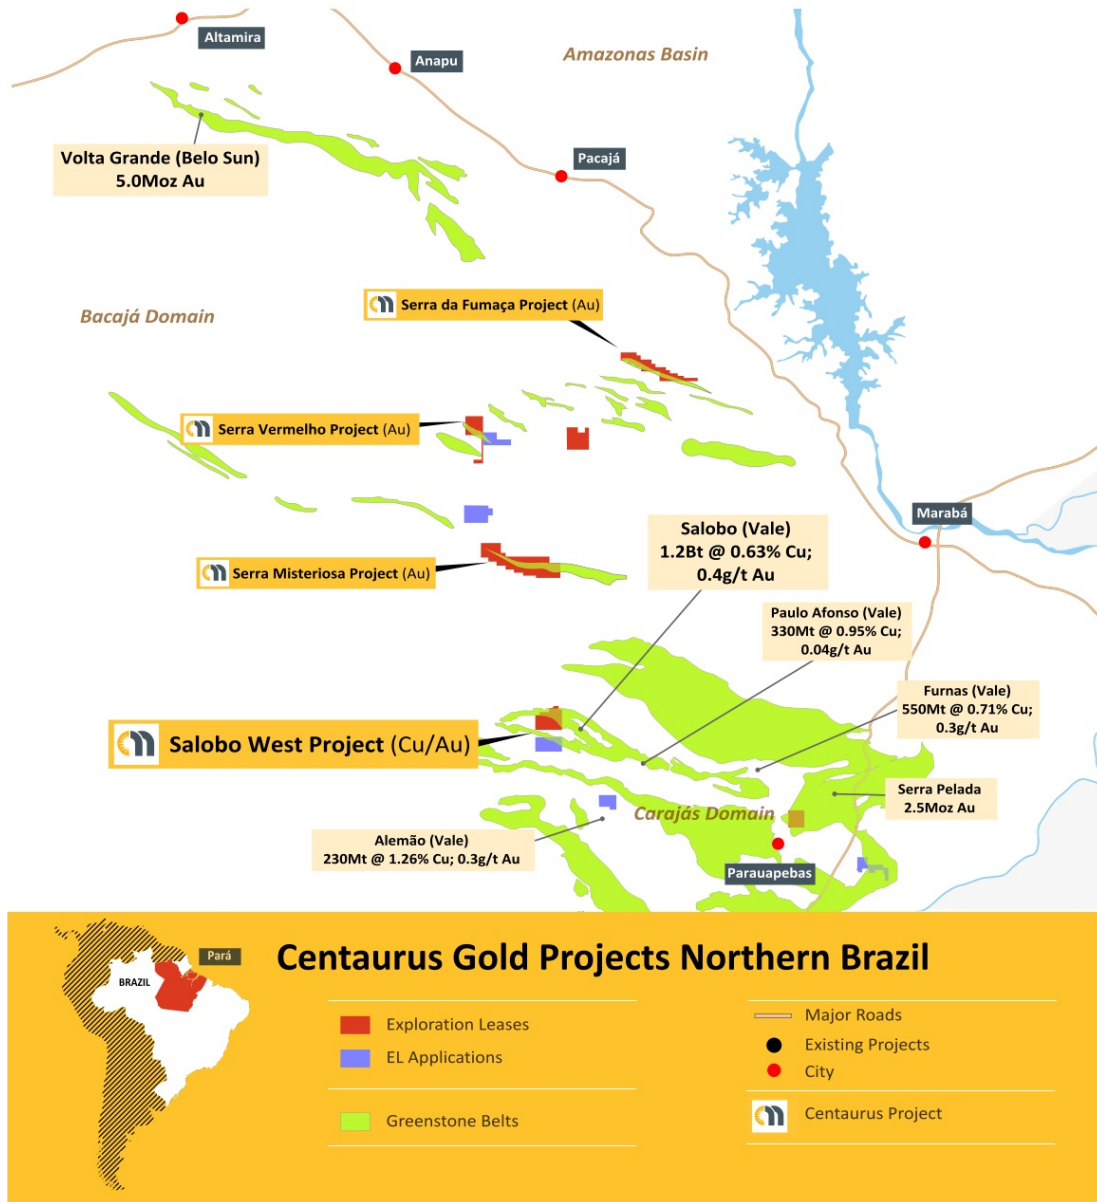 Altamira
Anapu
Amazonas Basin
Volta Grande (Belo Sun)
5.0Moz Au
Pacajá
Serra da Fumaça Project (Au)
Bacajá Domain
Serra Vermelho Project (Au)
Marabá
Salobo (Vale)
1.2Bt @ 0.63% Cu;
0.4g/t Au
Serra Misteriosa Project (Au)
Paulo Afonso (Vale)
330Mt @ 0.95% Cu;
0.04g/t Au
Furnas (Vale)
550Mt @ 0.71% Cu;
0.3g/t Au
Salobo West Project (Cu/Au)
Serra Pelada
2.5Moz Au
Carajás Domain
Alemão (Vale)
230Mt @ 1.26% Cu; 0.3g/t Au
Parauapebas
Pará
BRAZIL
Centaurus Gold Projects Northern Brazil
Exploration Leases
EL Applications
Greenstone Belts
Major Roads
Existing Projects
City
Centaurus Project